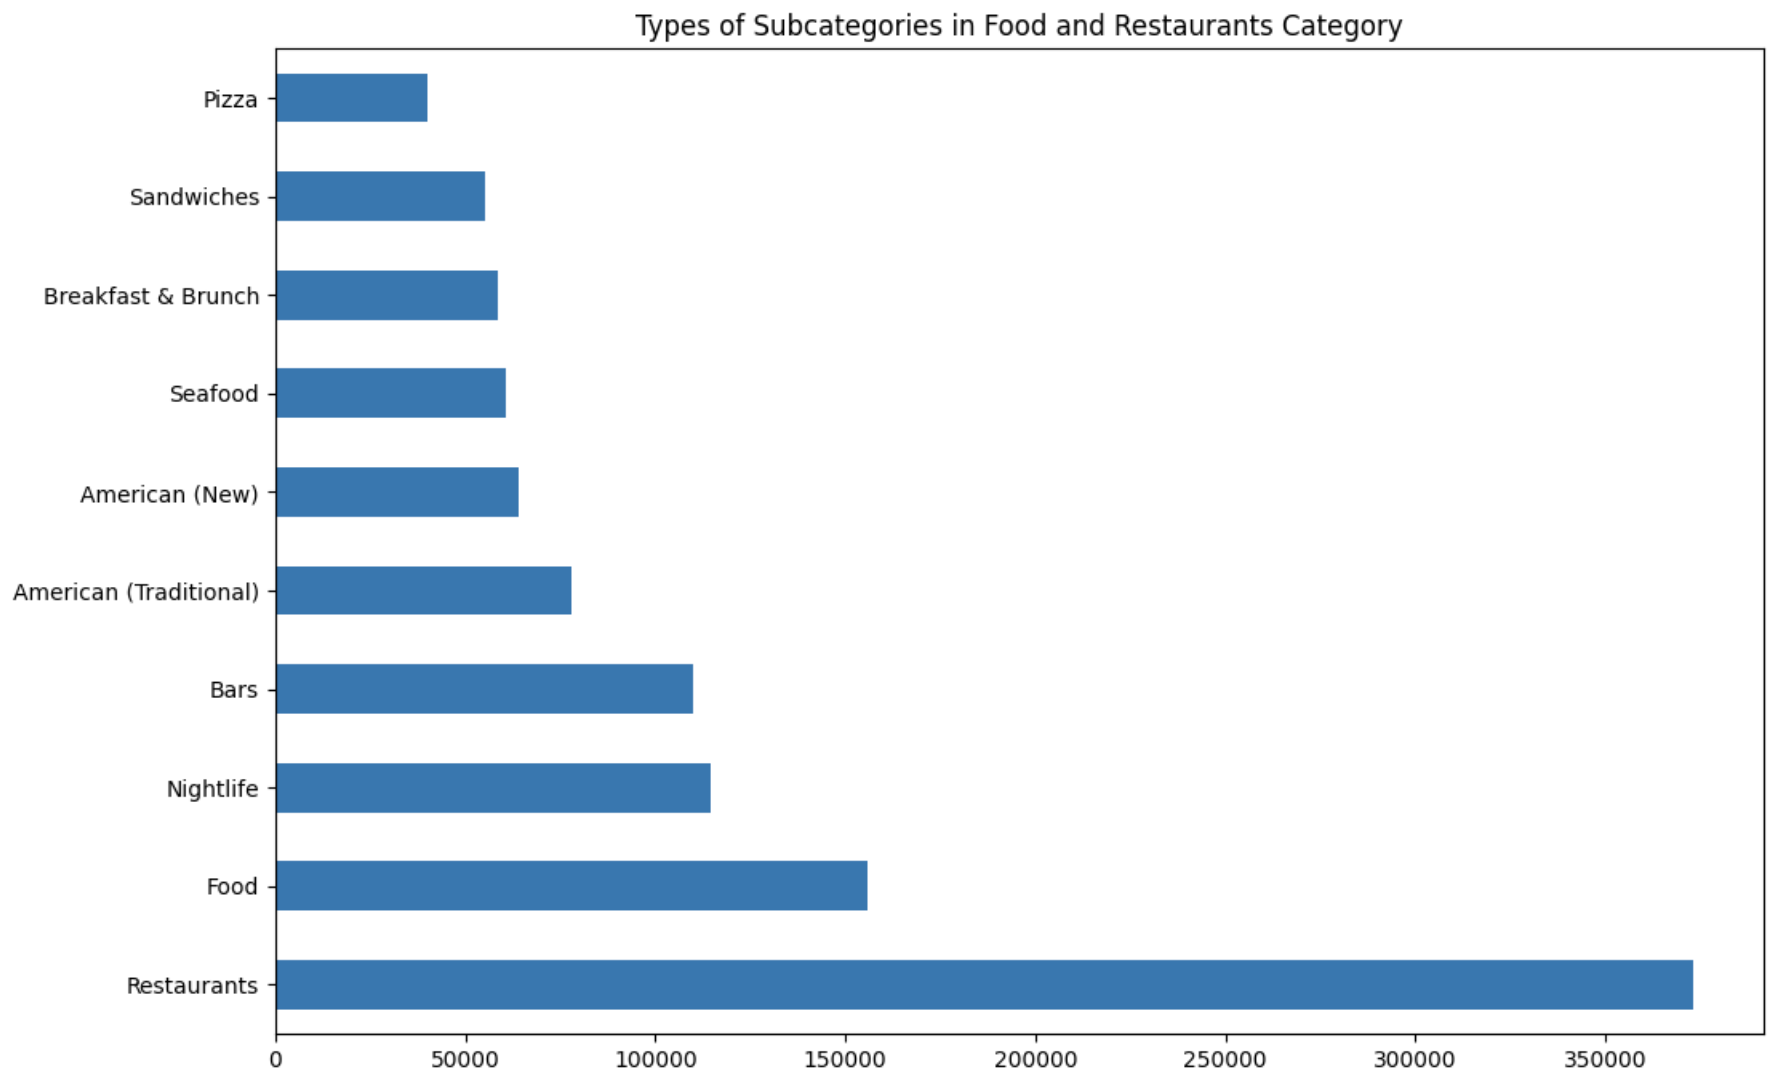 Types of Subcategories in Food and Restaurants Category
Pizza
Sandwiches
Breakfast & Brunch
Seafood
American (New)
American (Traditional)
Bars
Nightlife
Food
Restaurants
0 50000 100000 150000 200000 250000 300000 350000